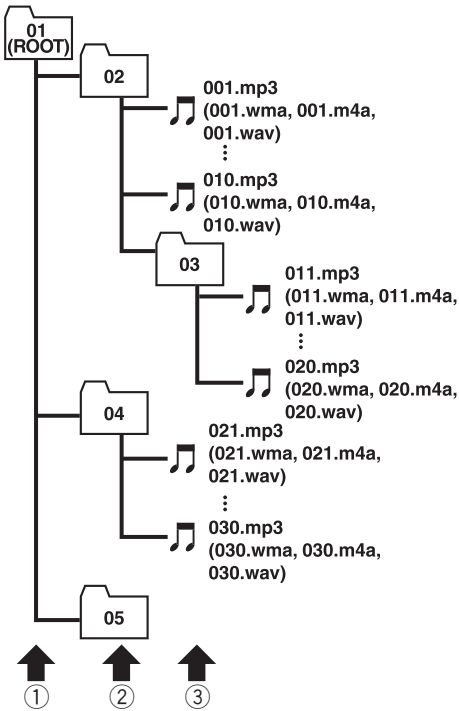 01
(ROOT)
02
001.mp3
(001.wma, 001.m4a,
001.wav)
010.mp3
(010.wma, 010.m4a,
010.wav)
03
011.mp3
(011.wma, 011.m4a,
011.wav)
020.mp3
(020.wma, 020.m4a,
020.wav)
04
021.mp3
(021.wma, 021.m4a,
021.wav)
030.mp3
(030.wma, 030.m4a,
030.wav)
05
① ② ③